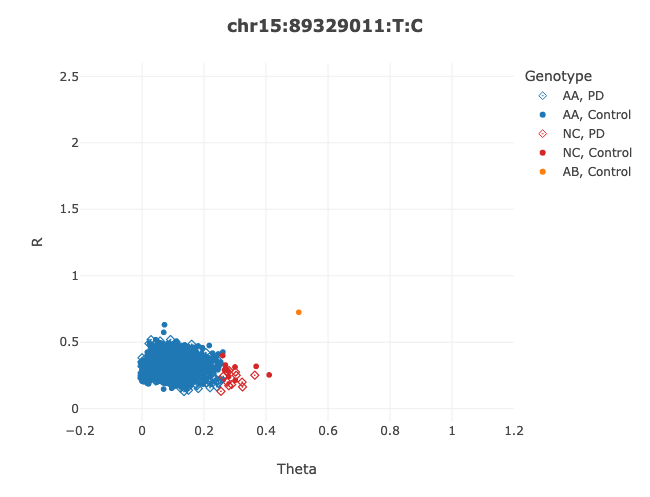 chr15:89329011:T:C
Genotype
AA, PD
AA, Control
NC, PD
NC, Control
AB, Control
2.5
2
1.5
1
0.5
0
R
−0.2
0
0.2
0.4
0.6
0.8
1
1.2
Theta